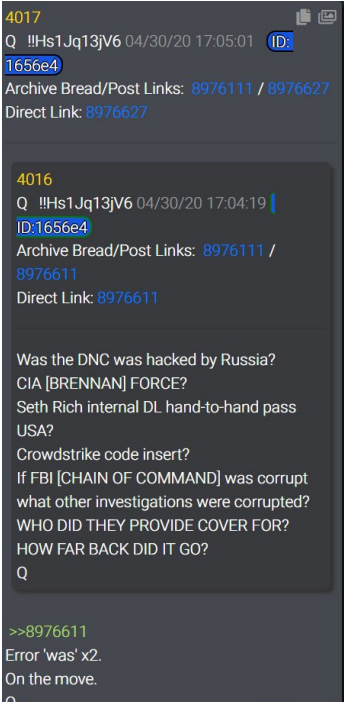 4017
Q !!Hs1Jq13jV6 04/30/20 17:05:01 (ID:
1656e4)
Archive Bread/Post Links: 8976111 / 8976627
Direct Link: 8976627
4016
Q !!Hs1Jq13jV6 04/30/20 17:04:19
ID:1656e4)
Archive Bread/Post Links: 8976111 /
8976611
Direct Link: 8976611
Was the DNC was hacked by Russia?
CIA [BRENNAN] FORCE?
Seth Rich internal DL hand-to-hand pass
USA?
Crowdstrike code insert?
If FBI [CHAIN OF COMMAND] was corrupt
what other investigations were corrupted?
WHO DID THEY PROVIDE COVER FOR?
HOW FAR BACK DID IT GO?
Q
>>8976611
Error 'was' x2.
On the move.